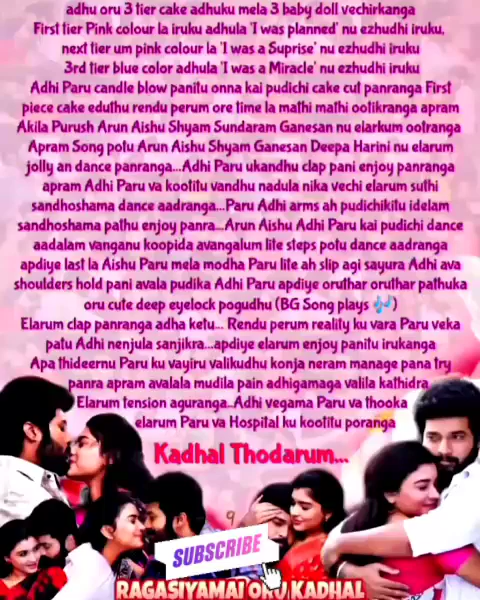 adhu oru 3 tier cake adhuku mela 3 baby doll vechirkanga
First tier Pink colour la iruku adhula 'I was planned' nu ezhudhi iruku,
next tier um pink colour la 'I was a Suprise' nu ezhudhi iruku
3rd tier blue color adhula 'I was a Miracle' nu ezhudhi iruku
Adhi Paru candle blow panitu onna kai pudichi cake cut panranga First
piece cake eduthu rendu perum ore time la mathi mathi ootikranga apram
Akila Purush Arun Aishu Shyam Sundaram Ganesan nu elarkum ootranga
Apram Song potu Arun Aishu Shyam Ganesan Deepa Harini nu elarum
jolly an dance panranga...Adhi Paru ukandhu clap pani enjoy panranga
apram Adhi Paru va kootitu vandhu nadula nika vechi elarum suthi
sandhoshama dance aadranga...Paru Adhi arms ah pudichikitu idelam
sandhoshama pathu enjoy panra...Arun Aishu Adhi Paru kai pudichi dance
aadalam vanganu koopida avangalum lite steps potu dance aadranga
apdiye last la Aishu Paru mela modha Paru lite ah slip agi sayura Adhi ava
shoulders hold pani avala pudika Adhi Paru apdiye oruthar oruthar pathuka
oru cute deep eyelock pogudhu (BG Song plays 🎶)
Elarum clap panranga adha ketu... Rendu perum reality ku vara Paru veka
patu Adhi nenjula sanjikra...apdiye elarum enjoy panitu irukanga
Apa thideernu Paru ku vayiru valikudhu konja neram manage pana try
panra apram avalala mudila pain adhigamaga valila kathidra
Elarum tension aguranga..Adhi vegama Paru va thooka
elarum Paru va Hospital ku kootitu poranga
Kadhal Thodarum...
9
SUBSCRIBE
RAGASIYAMAI ORU KADHAL